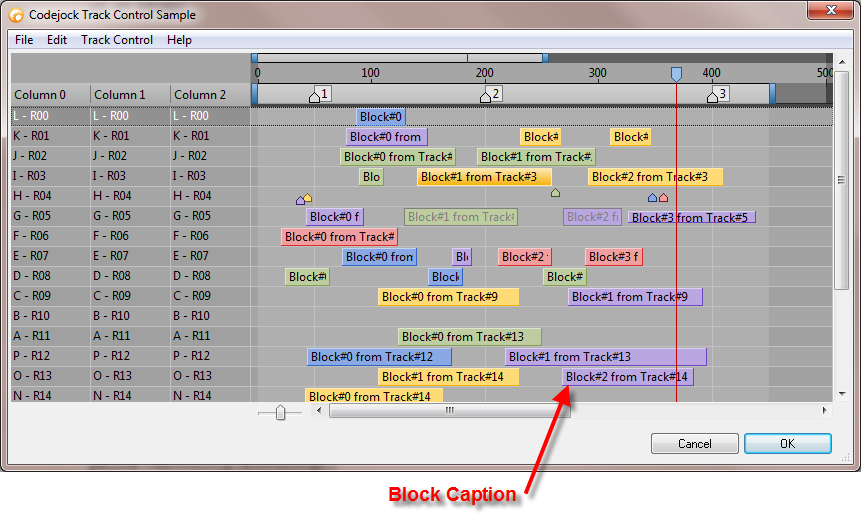 Codejock Track Control Sample
File Edit Track Control Help
0 100 200 300 400 500
Column 0 Column 1 Column 2 1 2 3
L - R00 L - R00 L - R00 Block#0
K - R01 K - R01 K - R01 Block#0 from Block# Block#
J - R02 J - R02 J - R02 Block#0 from Track# Block#1 from Track#
I - R03 I - R03 I - R03 Blo Block#1 from Track#3 Block#2 from Track#3
H - R04 H - R04 H - R04
G - R05 G - R05 G - R05 Block#0 f Block#1 from Track# Block#2 f Block#3 from Track#5
F - R06 F - R06 F - R06 Block#0 from Track#
E - R07 E - R07 E - R07 Block#0 from Blo Block#2 Block#3 f
D - R08 D - R08 D - R08 Block# Block# Block#
C - R09 C - R09 C - R09 Block#0 from Track#9 Block#1 from Track#9
B - R10 B - R10 B - R10
A - R11 A - R11 A - R11 Block#0 from Track#13
P - R12 P - R12 P - R12 Block#0 from Track#12 Block#1 from Track#13
O - R13 O - R13 O - R13 Block#1 from Track#14 Block#2 from Track#14
N - R14 N - R14 N - R14 Block#0 from Track#14
Cancel OK
Block Caption